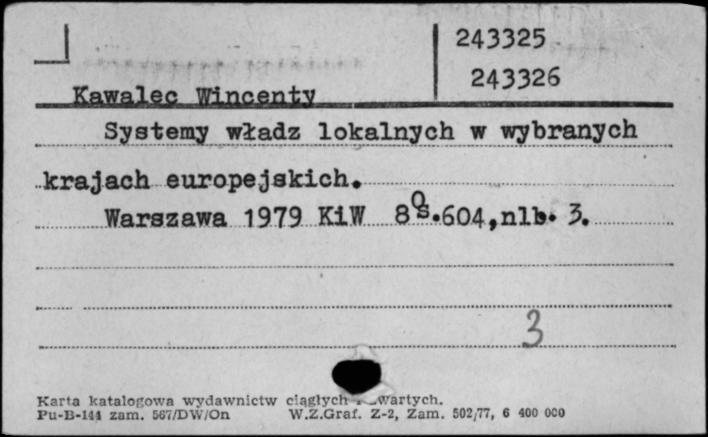 243325
243326
Kawalec Wincenty
Systemy władz lokalnych w wybranych
krajach europejskich.
Warszawa 1979 KiW 8° s.604,nlb. 3.
3
Karta katalogowa wydawnictw ciągłych
Pu-B-144 zam. 567/DW/On W.Z.Graf. Z-2, Zam. 502/77, 6 400 000